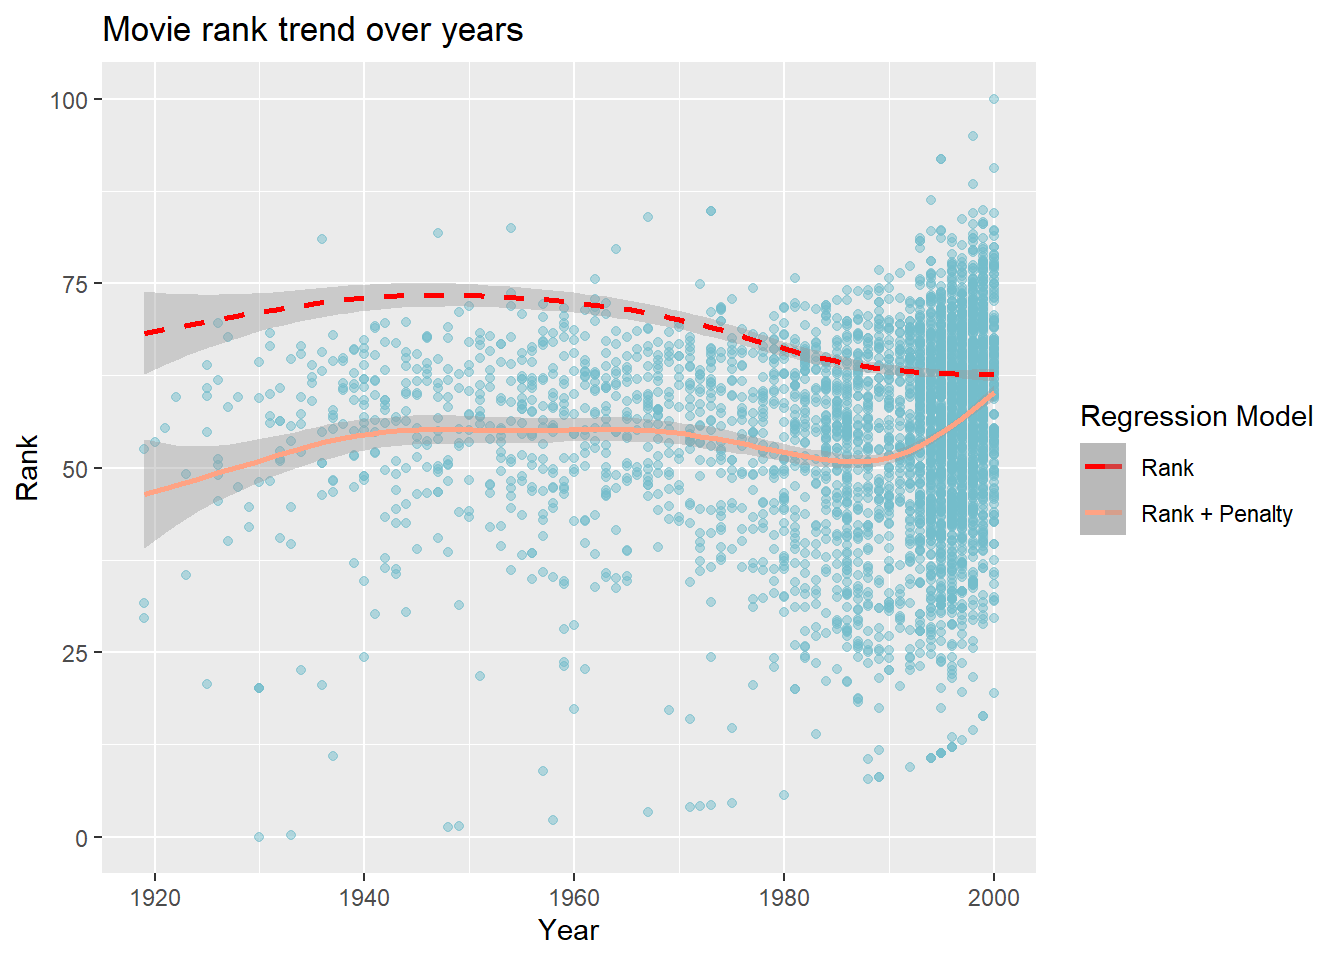 Movie rank trend over years
100
75
50
25
0
Rank
1920 1940 1960 1980 2000
Year
Regression Model
Rank
Rank + Penalty